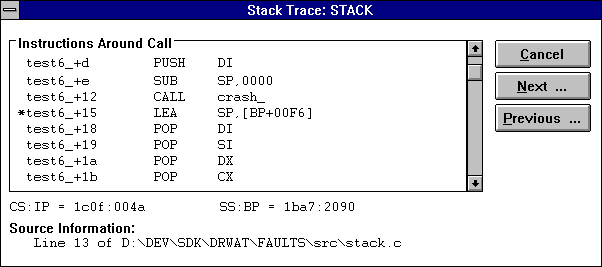 Stack Trace: STACK
Instructions Around Call
test6_+d PUSH DI
test6_+e SUB SP,0000
test6_+12 CALL crash_
*test6_+15 LEA SP,[BP+00F6]
test6_+18 POP DI
test6_+19 POP SI
test6_+1a POP DX
test6_+1b POP CX
Cancel
Next ...
Previous ...
CS:IP = 1c0f:004a SS:BP = 1ba7:2090
Source Information:
Line 13 of D:\DEV\SDK\DRWAT\FAULTS\src\stack.c